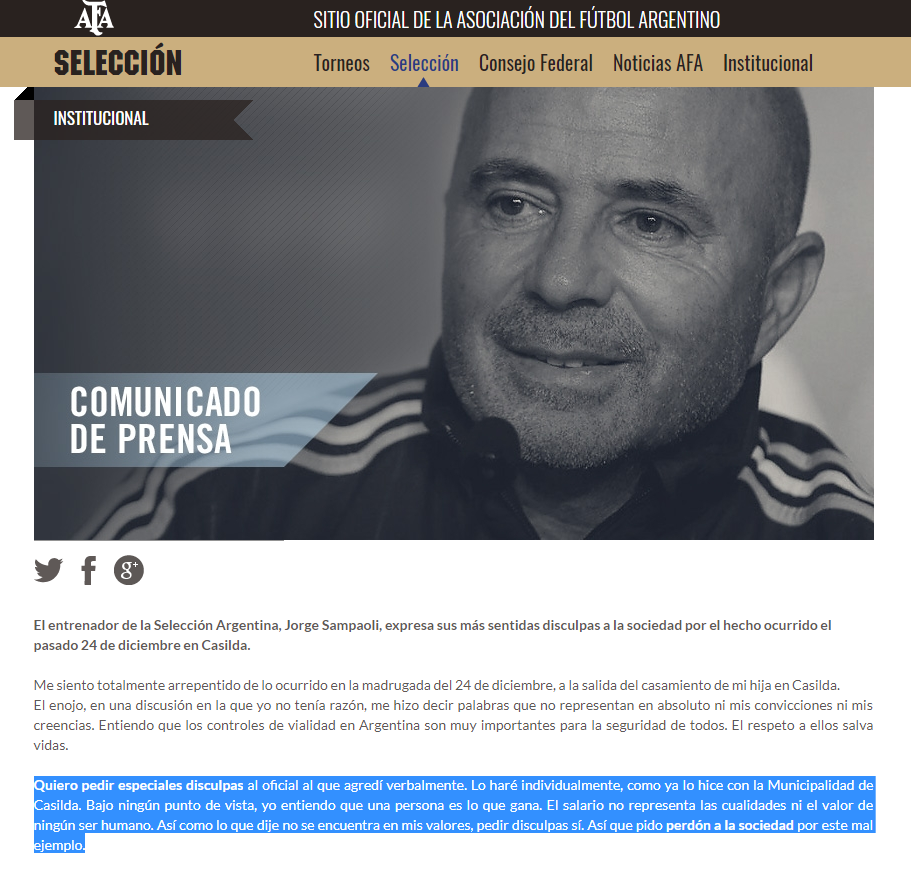 AFA
SITIO OFICIAL DE LA ASOCIACIÓN DEL FÚTBOL ARGENTINO
SELECCIÓN
Torneos Selección Consejo Federal Noticias AFA Institucional
INSTITUCIONAL
COMUNICADO
DE PRENSA
g+
El entrenador de la Selección Argentina, Jorge Sampaoli, expresa sus más sentidas disculpas a la sociedad por el hecho ocurrido el
pasado 24 de diciembre en Casilda.
Me siento totalmente arrepentido de lo ocurrido en la madrugada del 24 de diciembre, a la salida del casamiento de mi hija en Casilda.
El enojo, en una discusión en la que yo no tenía razón, me hizo decir palabras que no representan en absoluto ni mis convicciones ni mis
creencias. Entiendo que los controles de vialidad en Argentina son muy importantes para la seguridad de todos. El respeto a ellos salva
vidas.
Quiero pedir especiales disculpas al oficial al que agredí verbalmente. Lo haré individualmente, como ya lo hice con la Municipalidad de
Casilda. Bajo ningún punto de vista, yo entiendo que una persona es lo que gana. El salario no representa las cualidades ni el valor de
ningún ser humano. Así como lo que dije no se encuentra en mis valores, pedir disculpas sí. Así que pido perdón a la sociedad por este mal
ejemplo.